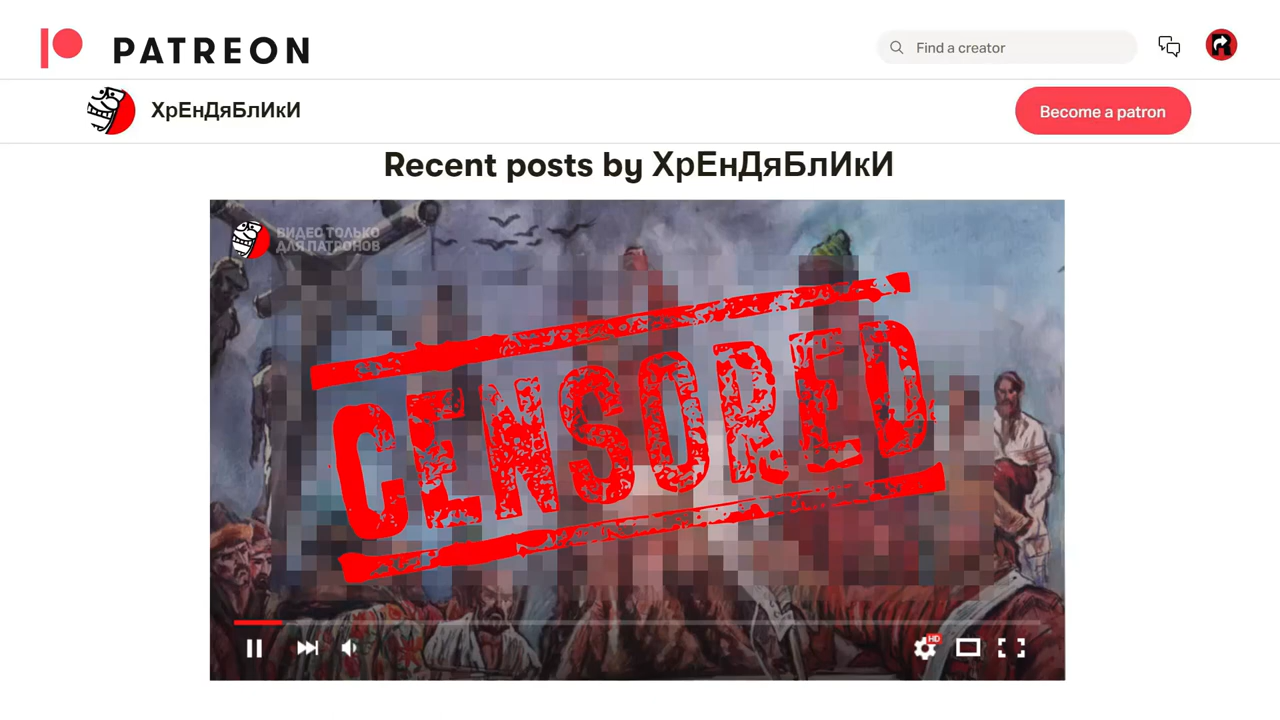 PATREON
Find a creator
ХрЕнДяБлИкИ
Become a patron
Recent posts by ХрЕнДяБлИкИ
ВИДЕО ТОЛЬКО
ДЛЯ ПАТРОНОВ
CENSORED
HD